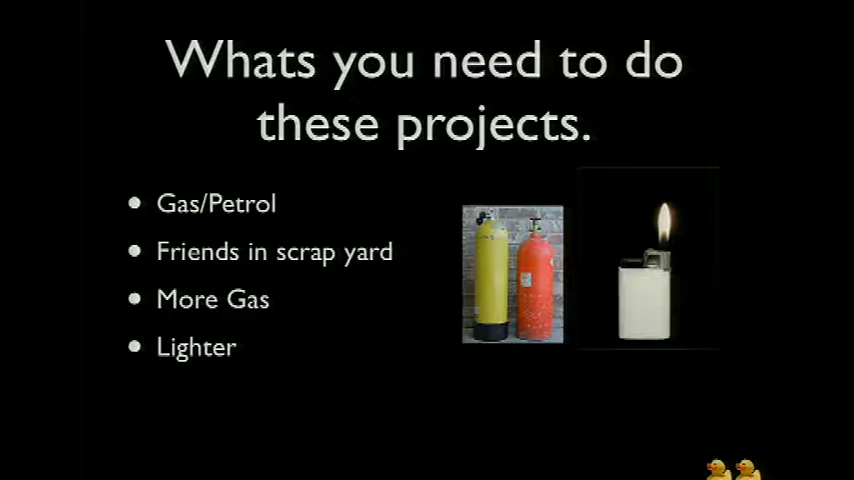 Whats you need to do
these projects.
Gas/Petrol
Friends in scrap yard
More Gas
Lighter